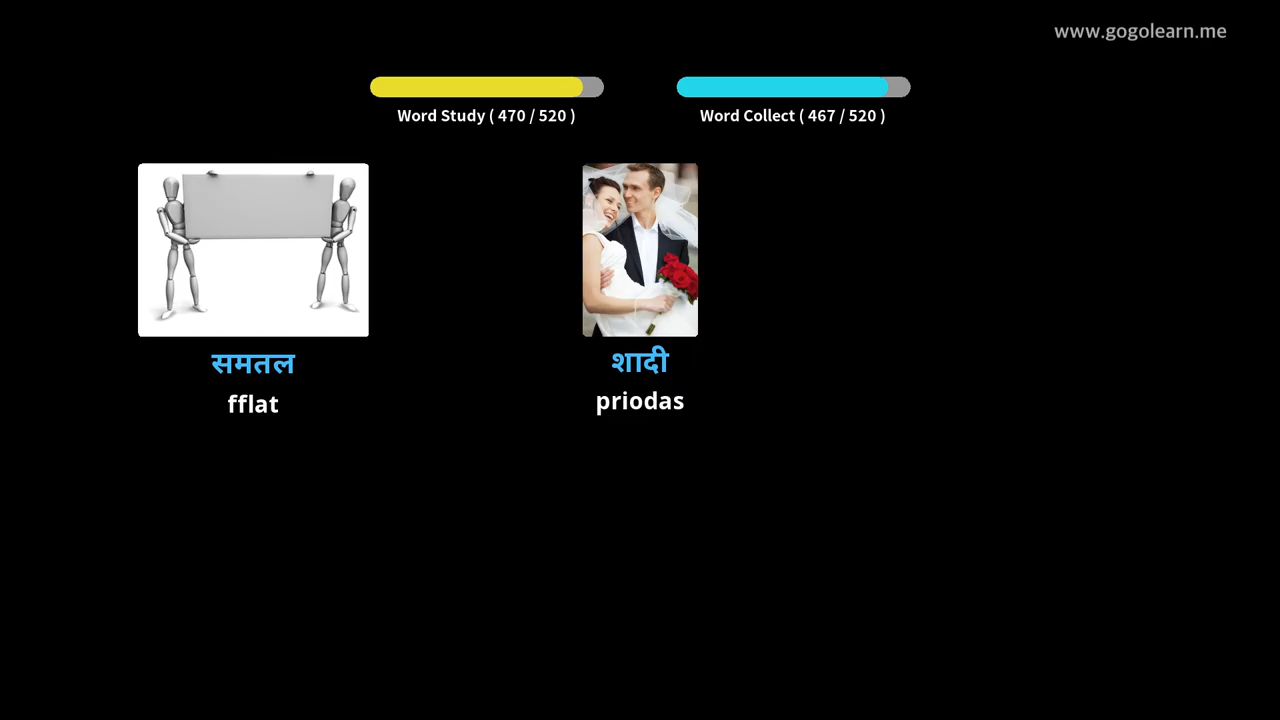 www.gogolearn.me
Word Study ( 470 / 520 )
Word Collect ( 467 / 520 )
समतल
fflat
शादी
priodas